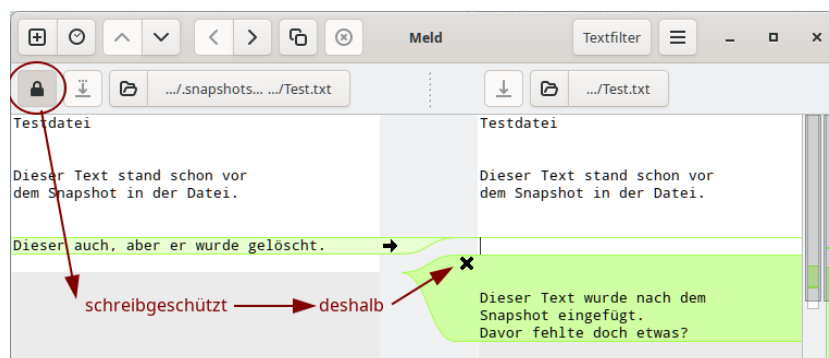 Meld
Textfilter
.../.snapshots... .../Test.txt
.../Test.txt
Testdatei
Dieser Text stand schon vor
dem Snapshot in der Datei.
Dieser auch, aber er wurde gelöscht.
Testdatei
Dieser Text stand schon vor
dem Snapshot in der Datei.
Dieser Text wurde nach dem
Snapshot eingefügt.
Davor fehlte doch etwas?
schreibgeschützt
deshalb